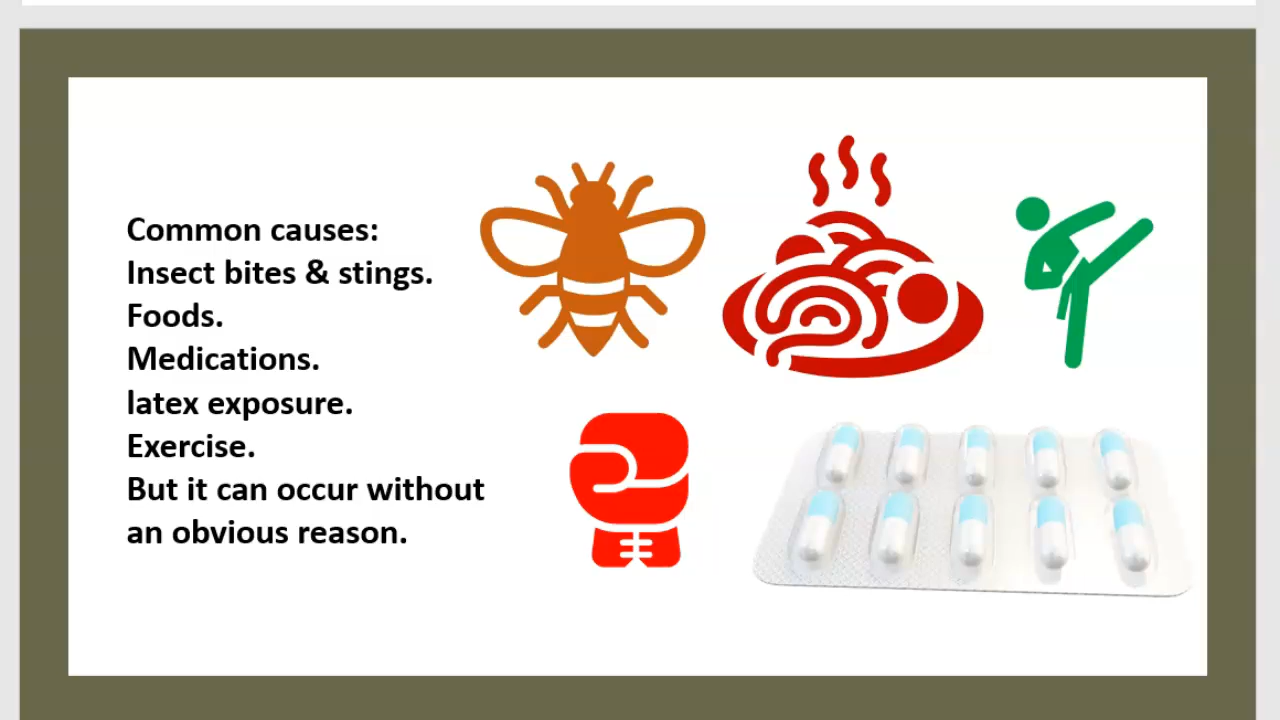 Common causes:
Insect bites & stings.
Foods.
Medications.
latex exposure.
Exercise.
But it can occur without
an obvious reason.